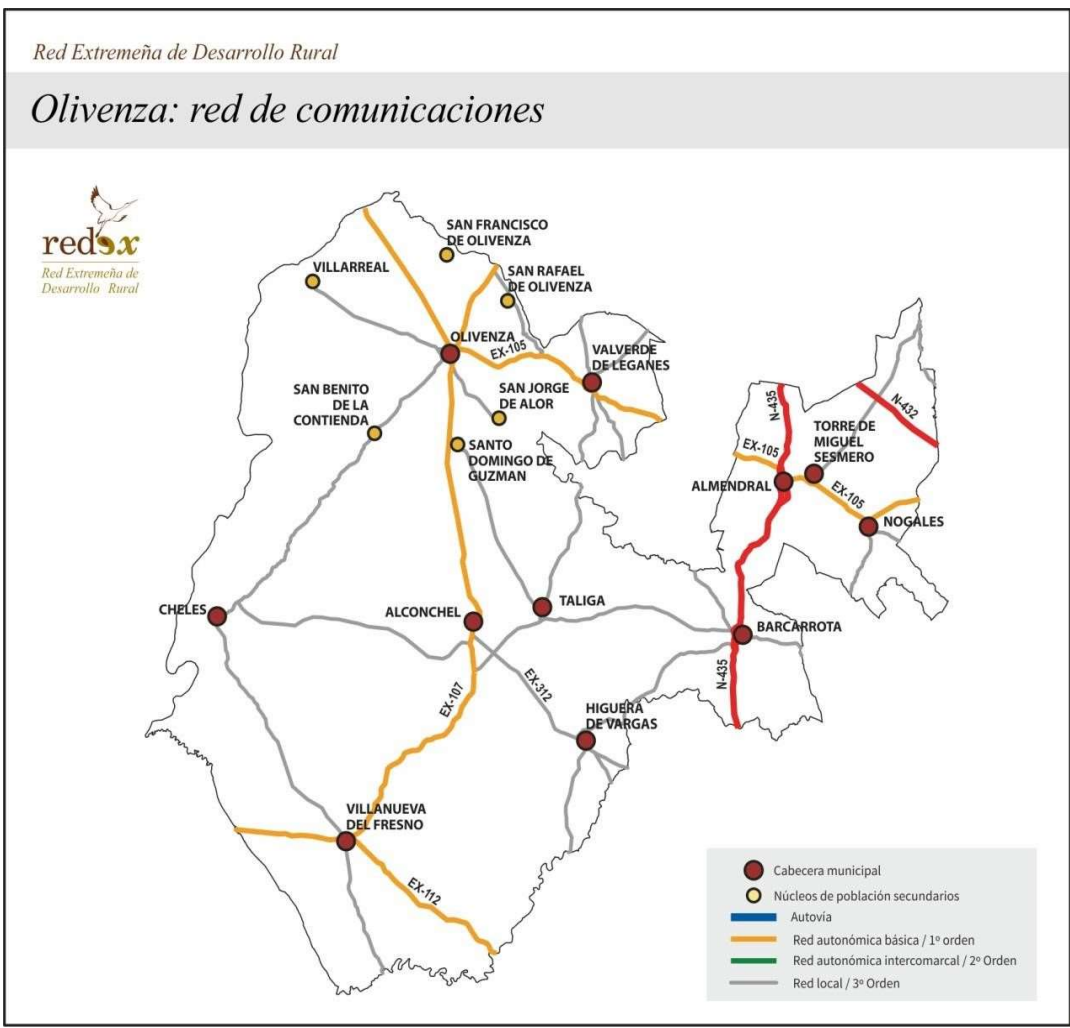 Red Extremeña de Desarrollo Rural
Olivenza: red de comunicaciones
redex
Red Extremeña de
Desarrollo Rural
SAN FRANCISCO
DE OLIVENZA
VILLARREAL
SAN RAFAEL
DE OLIVENZA
OLIVENZA
EX-105
VALVERDE
DE LEGANES
SAN BENITO
DE LA
CONTIENDA
SAN JORGE
DE ALOR
SANTO
DOMINGO DE
GUZMAN
N-435
N-432
TORRE DE
MIGUEL
SESMERO
EX-105
ALMENDRAL
EX-105
NOGALES
CHELES
ALCONCHEL
TALIGA
BARCARROTA
EX-312
N-435
EX-107
HIGUERA
DE VARGAS
VILLANUEVA
DEL FRESNO
EX-112
Cabecera municipal
Núcleos de población secundarios
Autovía
Red autonómica básica / 1º orden
Red autonómica intercomarcal / 2º Orden
Red local / 3º Orden